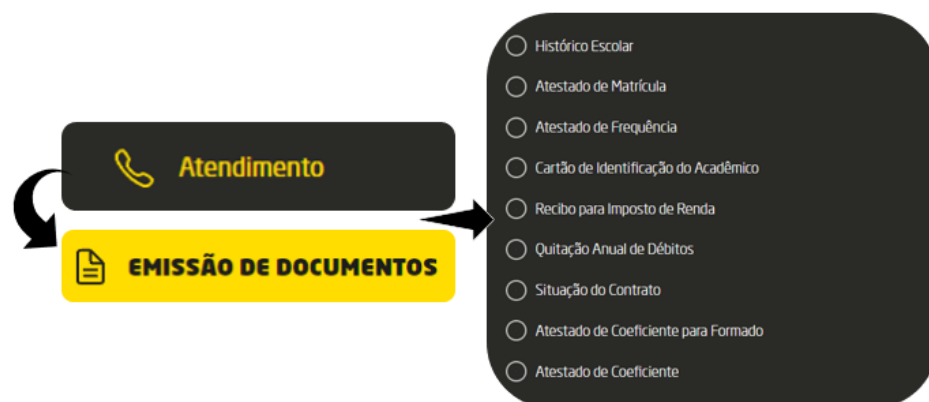 Atendimento
EMISSÃO DE DOCUMENTOS
Histórico Escolar
Atestado de Matrícula
Atestado de Frequência
Cartão de Identificação do Acadêmico
Recibo para Imposto de Renda
Quitação Anual de Débitos
Situação do Contrato
Atestado de Coeficiente para Formado
Atestado de Coeficiente